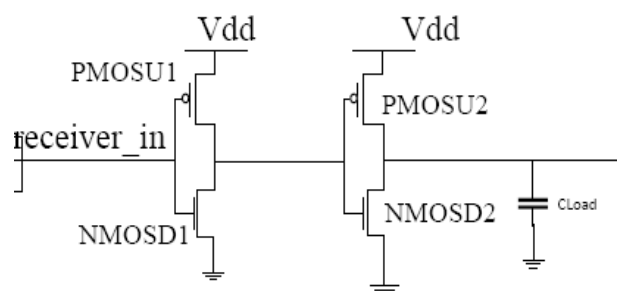 Vdd
Vdd
PMOSU1
PMOSU2
receiver_in
NMOSD1
NMOSD2
CLoad